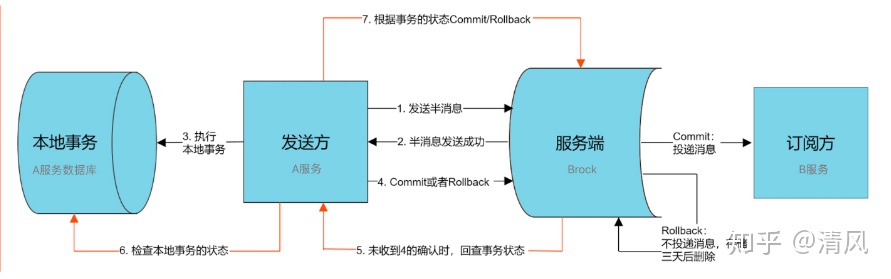 7. 根据事务的状态Commit/Rollback
本地事务
A服务数据库
3. 执行
本地事务
发送方
A服务
1. 发送半消息
2. 半消息发送成功
4. Commit或者Rollback
服务端
Brock
Commit：
投递消息
订阅方
B服务
Rollback：
不投递消息，
三天后删除
6. 检查本地事务的状态
5. 未收到4的确认时，回查事务状态
知乎 @清风